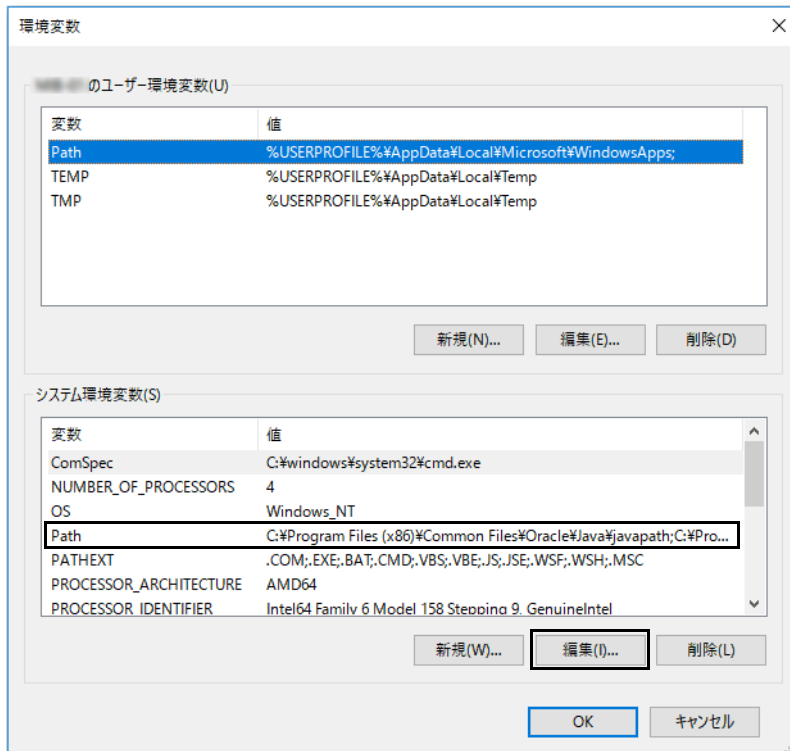 環境変数
のユーザー環境変数(U)
変数 値
Path %USERPROFILE%¥AppData¥Local¥Microsoft¥WindowsApps;
TEMP %USERPROFILE%¥AppData¥Local¥Temp
TMP %USERPROFILE%¥AppData¥Local¥Temp
新規(N)... 編集(E)... 削除(D)
システム環境変数(S)
変数 値
ComSpec C:¥windows¥system32¥cmd.exe
NUMBER_OF_PROCESSORS 4
OS Windows_NT
Path C:¥Program Files (x86)¥Common Files¥Oracle¥Java¥javapath;C:¥Pro...
PATHEXT .COM;.EXE;.BAT;.CMD;.VBS;.VBE;.JS;.JSE;.WSF;.WSH;.MSC
PROCESSOR_ARCHITECTURE AMD64
PROCESSOR_IDENTIFIER Intel64 Family 6 Model 158 Stepping 9, GenuineIntel
新規(W)... 編集(I)... 削除(L)
OK キャンセル